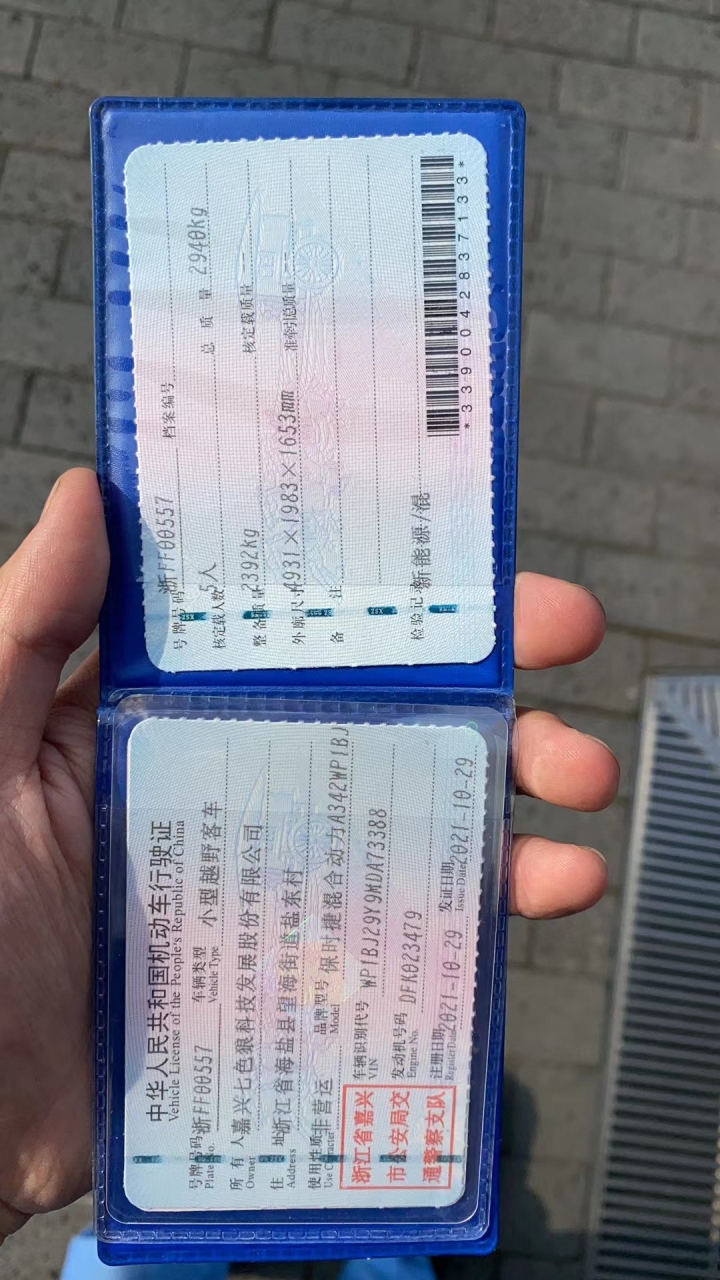 中华人民共和国机动车行驶证
Vehicle License of the People's Republic of China
号牌号码 浙FF00557 车辆类型 小型越野客车
Plate No. Vehicle Type
所有人 嘉兴七色狼科技发展股份有限公司
Owner
住址 浙江省海盐县望海街道盐东村
Address
使用性质 非营运 品牌型号 保时捷混合动力A342WP1BJ
Use Character Model
浙江省嘉兴
市公安局交
通警察支队
车辆识别代号 WP1BJ29Y9MDA73388
VIN
发动机号码 DFK023479
Engine No.
注册日期 2021-10-29 发证日期 2021-10-29
Register Date Issue Date
号牌号码 浙FF00557 档案编号
核定载人数 5人 总质量 2940kg
整备质量 2392kg 核定载质量
外廓尺寸 4931×1983×1653mm 准牵引总质量
备注
检验记录 新能源/混
*3390042837133*